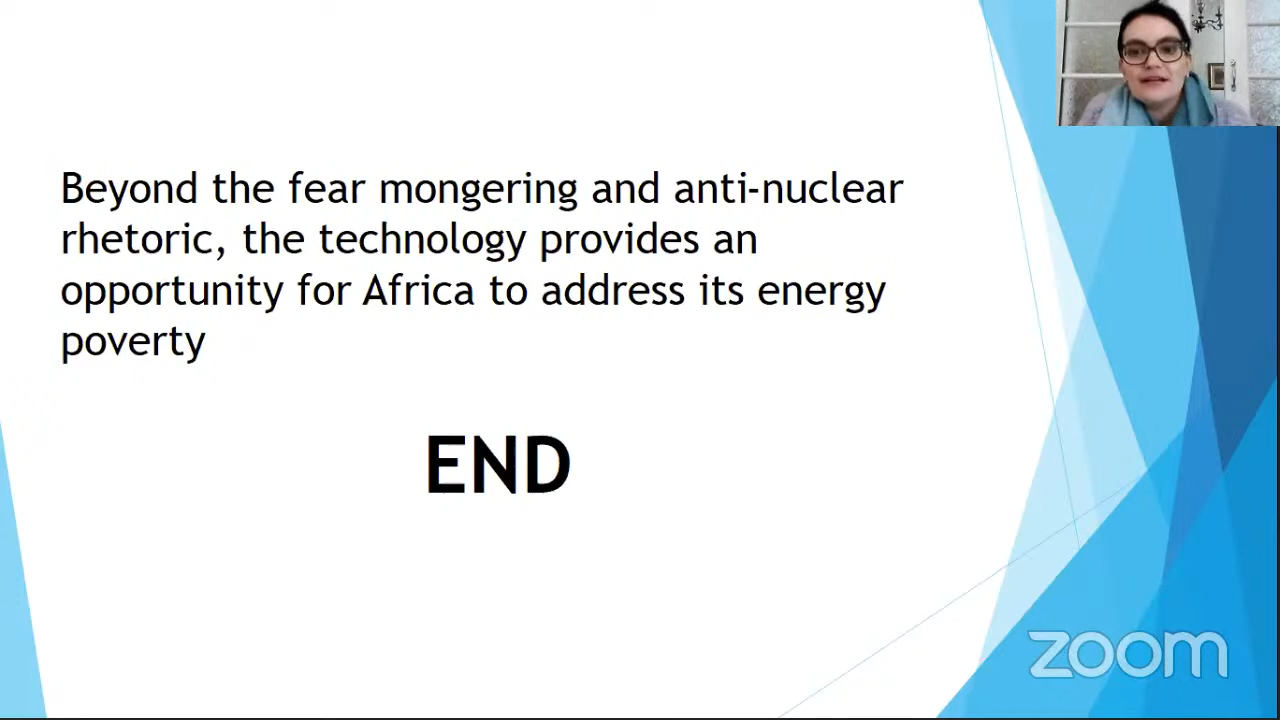 Beyond the fear mongering and anti-nuclear
rhetoric, the technology provides an
opportunity for Africa to address its energy
poverty
END
zoom